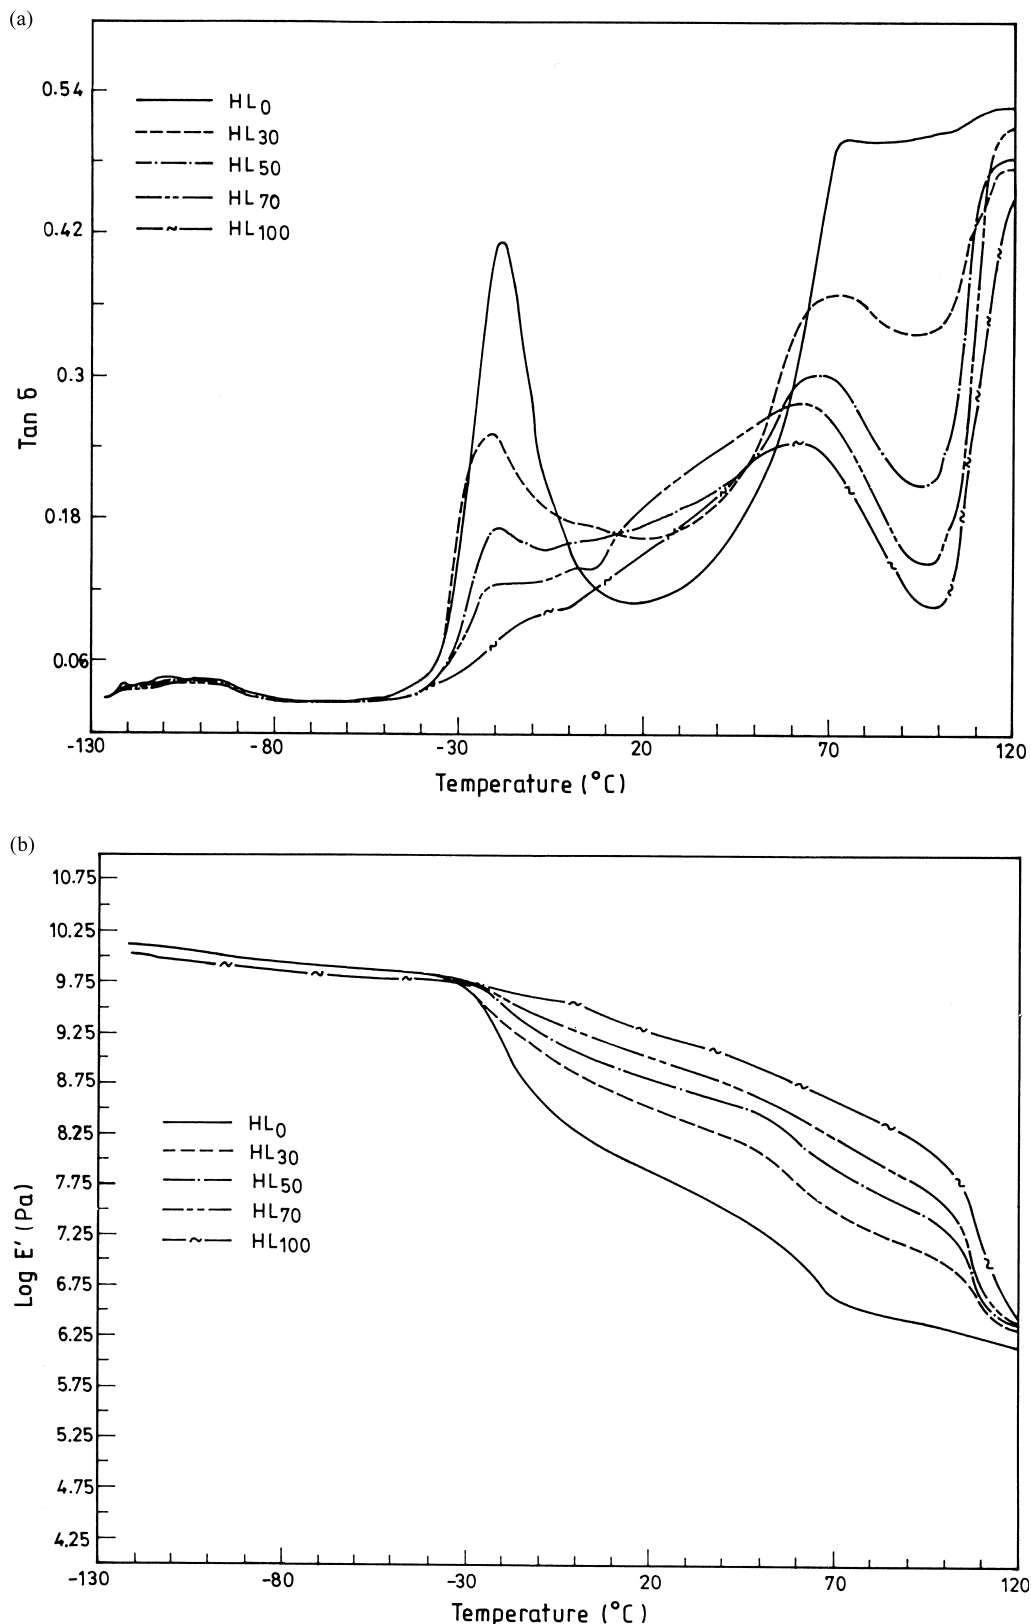 (a)
0.54
0.42
0.3
0.18
0.06
Tan δ
HL0
HL30
HL50
HL70
HL100
-130 -80 -30 20 70 120
Temperature (°C)
(b)
10.75
10.25
9.75
9.25
8.75
8.25
7.75
7.25
6.75
6.25
5.75
5.25
4.75
4.25
Log E' (Pa)
HL0
HL30
HL50
HL70
HL100
-130 -80 -30 20 70 120
Temperature (°C)